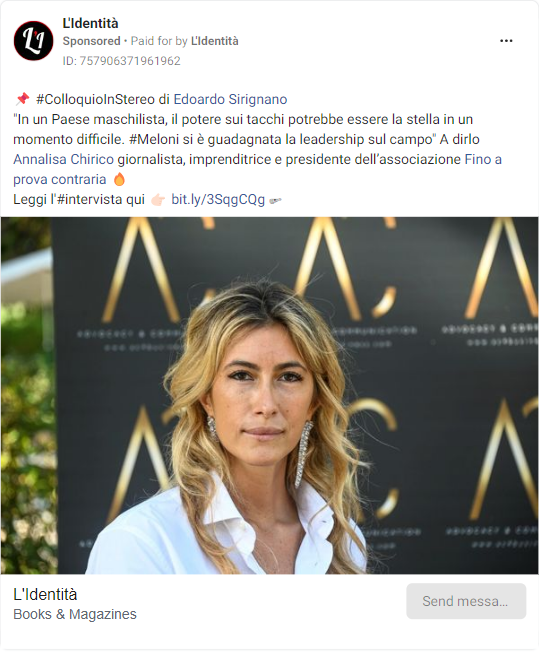 L'I
L'Identità
Sponsored • Paid for by L'Identità
ID: 757906371961962
📌 #ColloquioInStereo di Edoardo Sirignano
"In un Paese maschilista, il potere sui tacchi potrebbe essere la stella in un
momento difficile. #Meloni si è guadagnata la leadership sul campo" A dirlo
Annalisa Chirico giornalista, imprenditrice e presidente dell'associazione Fino a
prova contraria 🔥
Leggi l'#intervista qui 👉🏻 bit.ly/3SqgCQg 🗞
A C A
ADVOCACY & COMMUNICATION
L'Identità
Books & Magazines
Send messa...